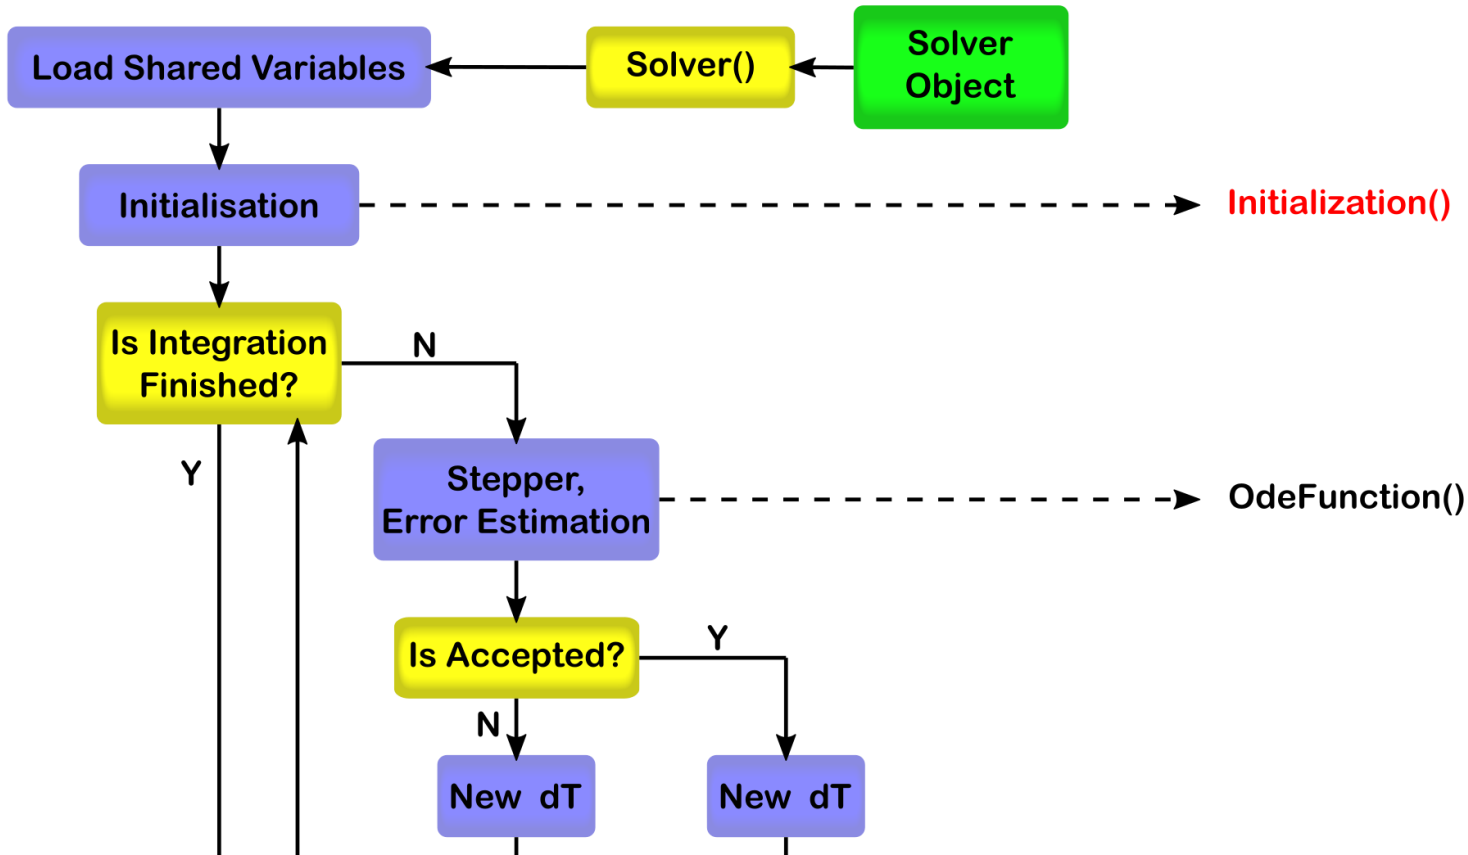 Load Shared Variables
Solver()
Solver
Object
Initialisation
Initialization()
Is Integration
Finished?
N
Y
Stepper,
Error Estimation
OdeFunction()
Is Accepted?
Y
N
New dT
New dT